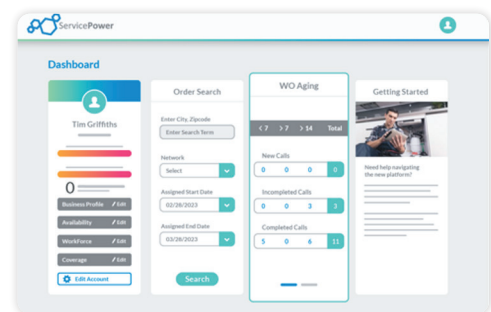 ServicePower
Dashboard
Tim Griffiths
0
Business Profile Edit
Availability Edit
WorkForce Edit
Coverage Edit
Edit Account
Order Search
Enter City, Zipcode
Enter Search Term
Network
Select
Assigned Start Date
02/28/2023
Assigned End Date
03/28/2023
Search
WO Aging
< 7 > 7 > 14 Total
New Calls
0 0 0 0
Incompleted Calls
0 0 3 3
Completed Calls
5 0 6 11
Getting Started
Need help navigating
the new platform?